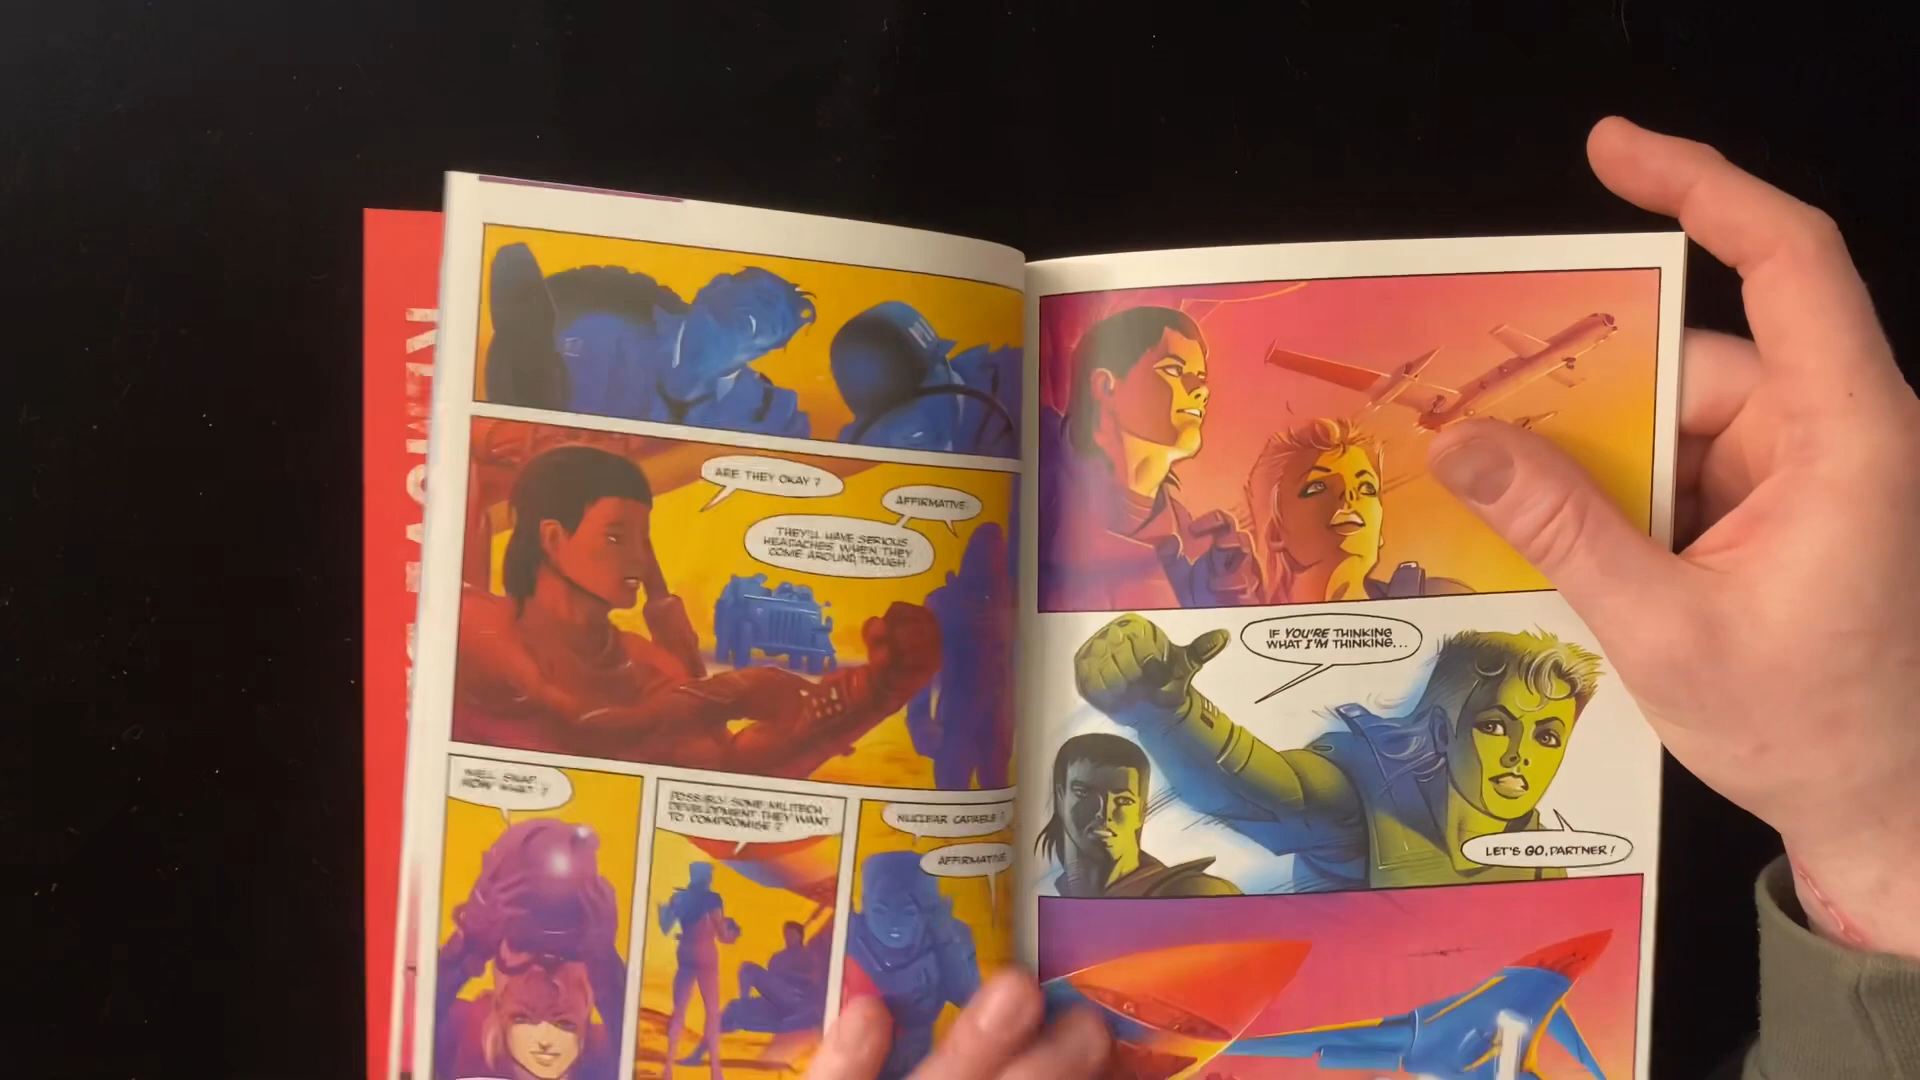 ARE THEY OKAY?
AFFIRMATIVE.
THEY'LL HAVE SERIOUS
HEADACHES WHEN THEY
COME AROUND, THOUGH.
WELL SNAP,
NOW WHAT?
POSSIBLY SOME MILITECH
DEVELOPMENT THEY WANT
TO COMPROMISE?
NUCLEAR CAPABLE?
AFFIRMATIVE
IF YOU'RE THINKING
WHAT I'M THINKING...
LET'S GO, PARTNER!